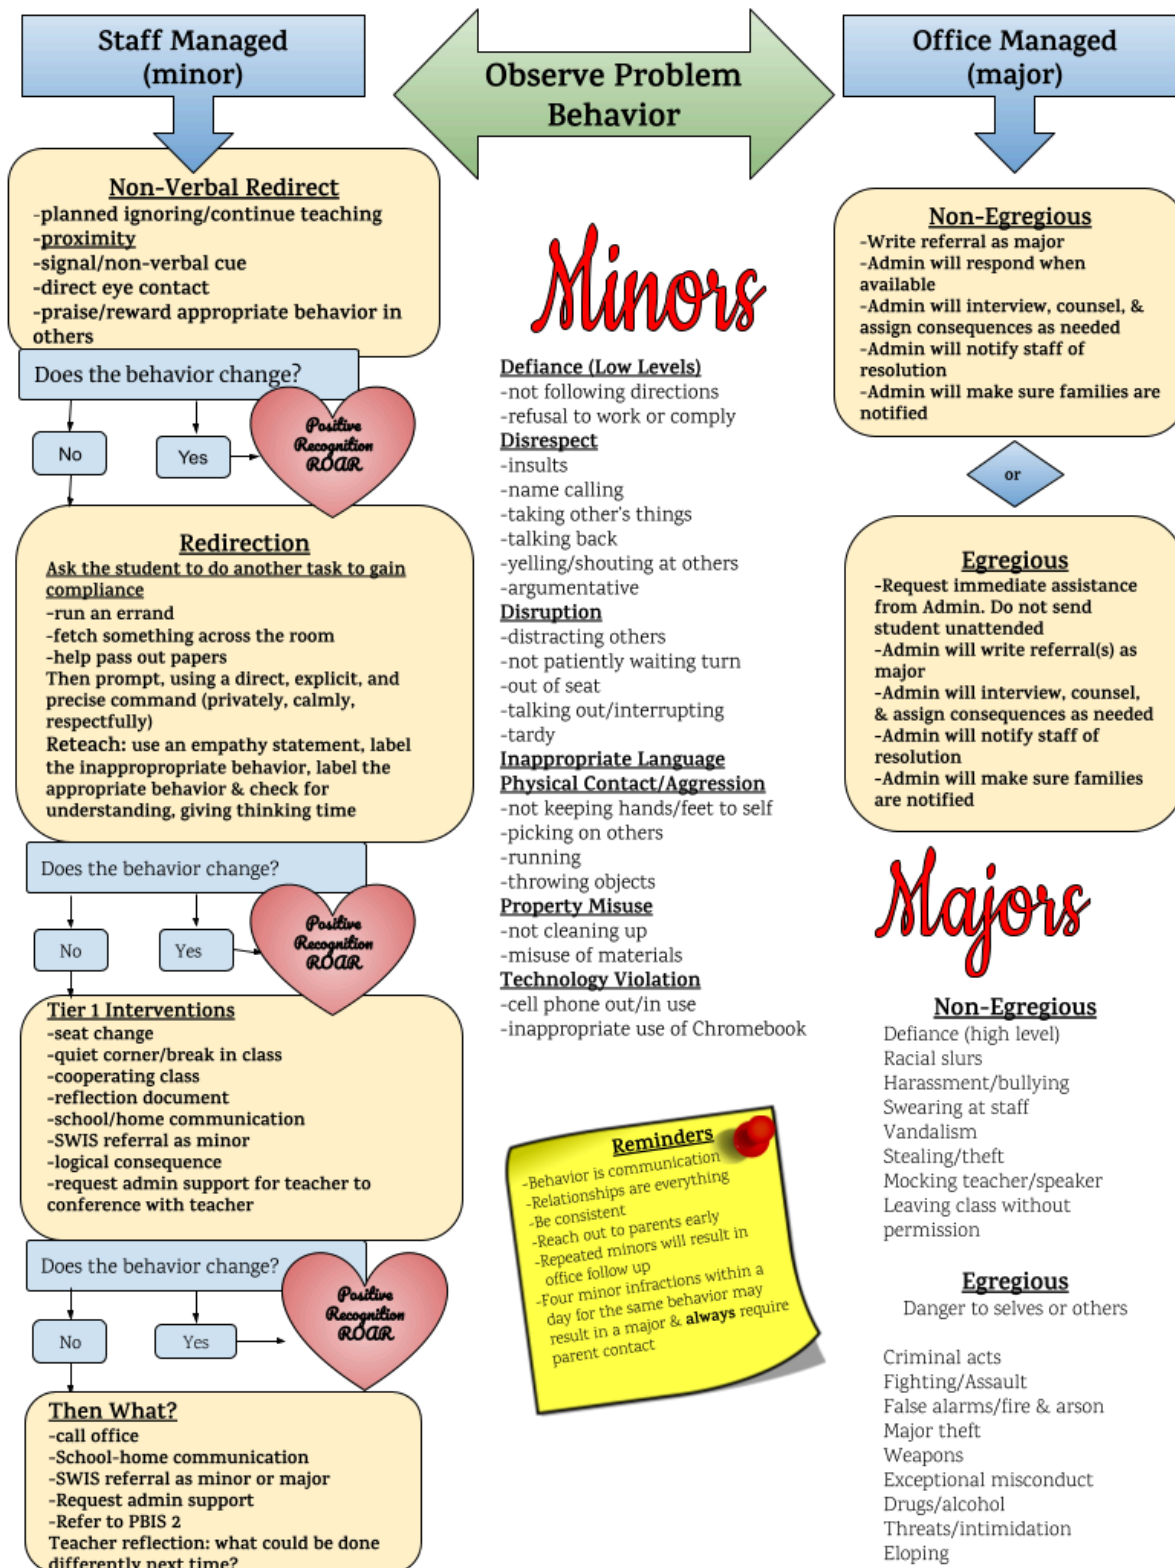 Staff Managed
(minor)
Observe Problem
Behavior
Office Managed
(major)
Non-Verbal Redirect
-planned ignoring/continue teaching
-proximity
-signal/non-verbal cue
-direct eye contact
-praise/reward appropriate behavior in
others
Does the behavior change?
No
Yes
Positive
Recognition
ROAR
Redirection
Ask the student to do another task to gain
compliance
-run an errand
-fetch something across the room
-help pass out papers
Then prompt, using a direct, explicit, and
precise command (privately, calmly,
respectfully)
Reteach: use an empathy statement, label
the inappropropriate behavior, label the
appropriate behavior & check for
understanding, giving thinking time
Does the behavior change?
No
Yes
Positive
Recognition
ROAR
Tier 1 Interventions
-seat change
-quiet corner/break in class
-cooperating class
-reflection document
-school/home communication
-SWIS referral as minor
-logical consequence
-request admin support for teacher to
conference with teacher
Does the behavior change?
No
Yes
Positive
Recognition
ROAR
Then What?
-call office
-School-home communication
-SWIS referral as minor or major
-Request admin support
-Refer to PBIS 2
Teacher reflection: what could be done
differently next time?
Minors
Defiance (Low Levels)
-not following directions
-refusal to work or comply
Disrespect
-insults
-name calling
-taking other's things
-talking back
-yelling/shouting at others
-argumentative
Disruption
-distracting others
-not patiently waiting turn
-out of seat
-talking out/interrupting
-tardy
Inappropriate Language
Physical Contact/Aggression
-not keeping hands/feet to self
-picking on others
-running
-throwing objects
Property Misuse
-not cleaning up
-misuse of materials
Technology Violation
-cell phone out/in use
-inappropriate use of Chromebook
Reminders
-Behavior is communication
-Relationships are everything
-Be consistent
-Reach out to parents early
-Repeated minors will result in
office follow up
-Four minor infractions within a
day for the same behavior may
result in a major & always require
parent contact
Non-Egregious
-Write referral as major
-Admin will respond when
available
-Admin will interview, counsel, &
assign consequences as needed
-Admin will notify staff of
resolution
-Admin will make sure families are
notified
or
Egregious
-Request immediate assistance
from Admin. Do not send
student unattended
-Admin will write referral(s) as
major
-Admin will interview, counsel,
& assign consequences as needed
-Admin will notify staff of
resolution
-Admin will make sure families
are notified
Majors
Non-Egregious
Defiance (high level)
Racial slurs
Harassment/bullying
Swearing at staff
Vandalism
Stealing/theft
Mocking teacher/speaker
Leaving class without
permission
Egregious
Danger to selves or others
Criminal acts
Fighting/Assault
False alarms/fire & arson
Major theft
Weapons
Exceptional misconduct
Drugs/alcohol
Threats/intimidation
Eloping